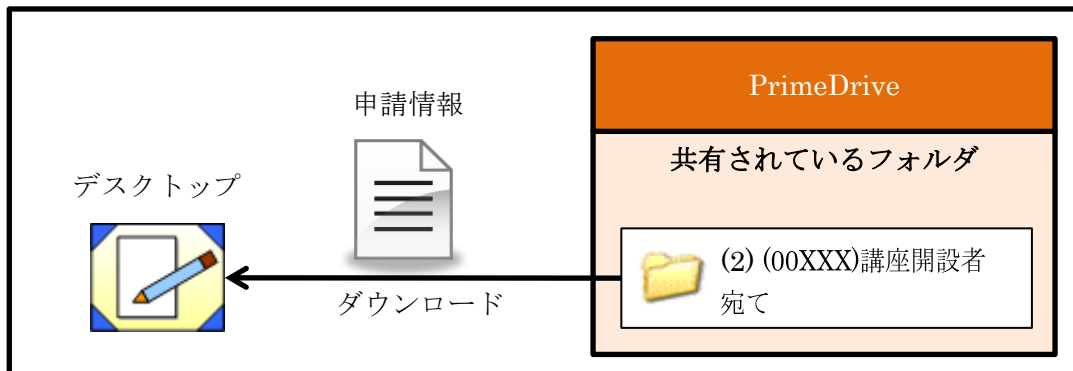 PrimeDrive
申請情報
共有されているフォルダ
デスクトップ
(2) (00XXX)講座開設者
宛て
ダウンロード